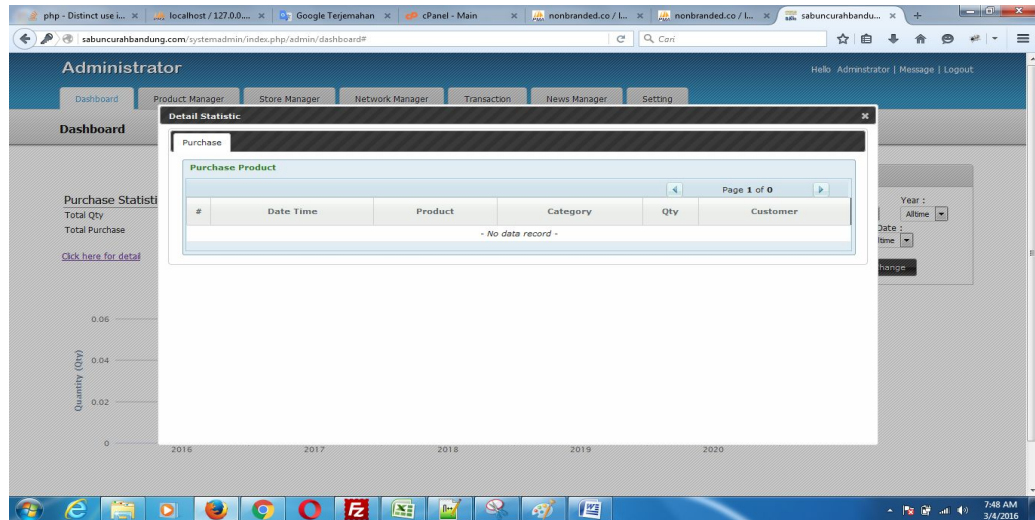 php - Distinct use i...
localhost / 127.0.0....
Google Terjemahan
cPanel - Main
nonbranded.co / l...
nonbranded.co / l...
sabuncurahbandu...
sabuncurahbandung.com/systemadmin/index.php/admin/dashboard#
Cari
Administrator
Hello Adminstrator | Message | Logout
Dashboard Product Manager Store Manager Network Manager Transaction News Manager Setting
Dashboard
Detail Statistic
Purchase
Purchase Product
Page 1 of 0
# Date Time Product Category Qty Customer
- No data record -
Purchase Statisti
Total Qty
Total Purchase
Click here for detail
Year :
Alltime
Date :
ltime
hange
Quantity (Qty)
0.06
0.04
0.02
0
2016 2017 2018 2019 2020
7:48 AM
3/4/2016